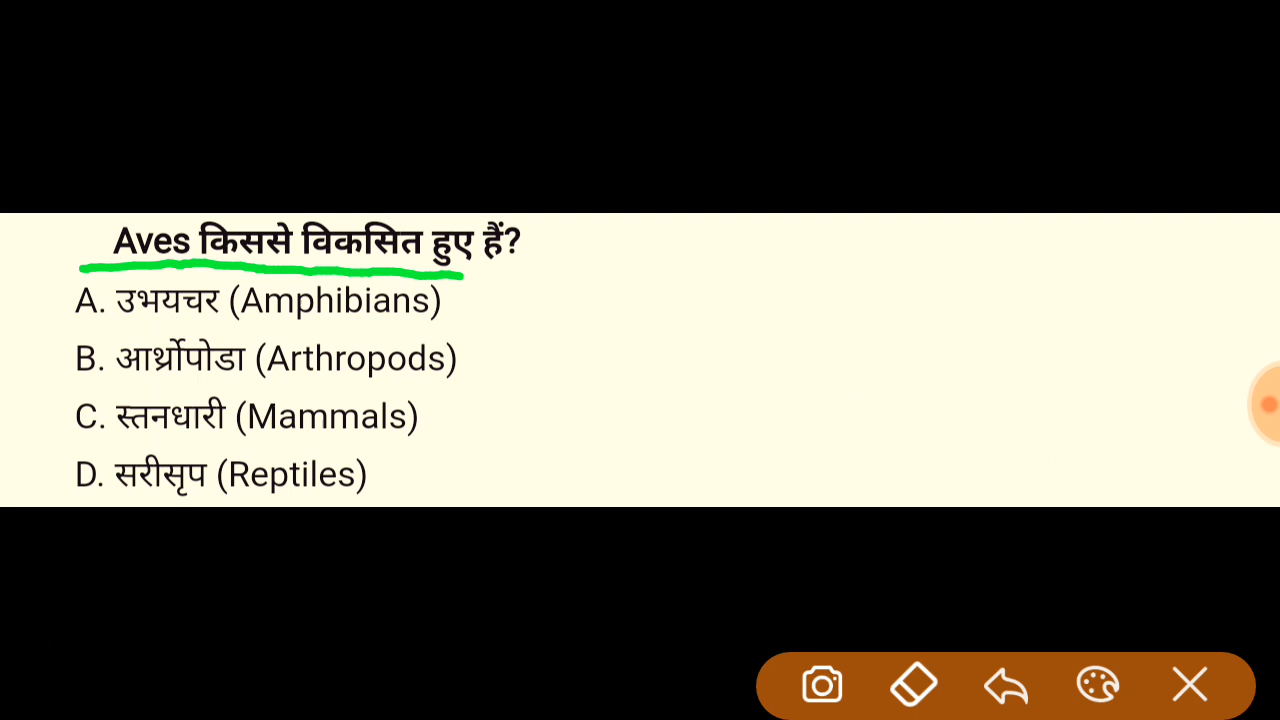 Aves किससे विकसित हुए हैं?
A. उभयचर (Amphibians)
B. आर्थ्रोपोडा (Arthropods)
C. स्तनधारी (Mammals)
D. सरीसृप (Reptiles)